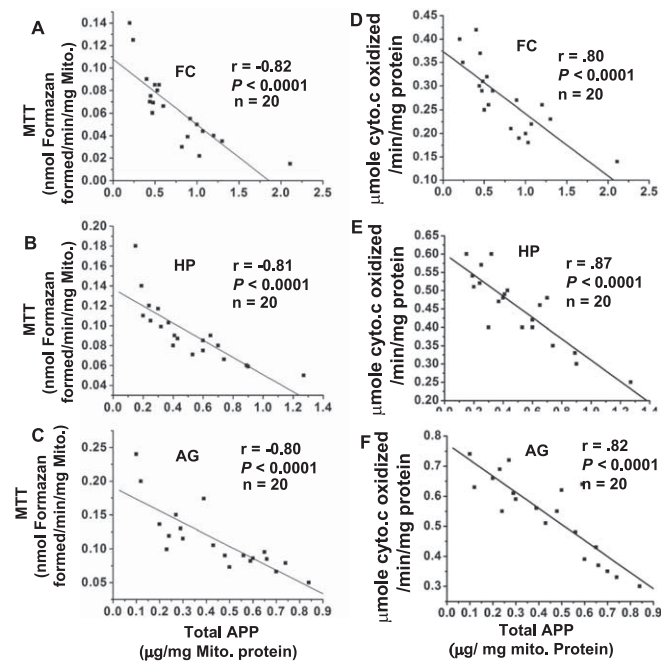 A
MTT
(nmol Formazan
formed/min/mg Mito.)
0.14
0.12
0.10
0.08
0.06
0.04
0.02
0.00
FC
r = -0.82
P < 0.0001
n = 20
0.0 0.5 1.0 1.5 2.0 2.5
D
μmole cyto.c oxidized
/min/mg protein
0.45
0.40
0.35
0.30
0.25
0.20
0.15
0.10
FC
r = .80
P < 0.0001
n = 20
0.0 0.5 1.0 1.5 2.0 2.5
B
MTT
(nmol Formazan
formed/min/mg Mito.)
0.20
0.18
0.16
0.14
0.12
0.10
0.08
0.06
0.04
HP
r = -0.81
P < 0.0001
n = 20
0.0 0.2 0.4 0.6 0.8 1.0 1.2 1.4
E
μmole cyto.c oxidized
/min/mg protein
0.70
0.65
0.60
0.55
0.50
0.45
0.40
0.35
0.30
0.25
0.20
HP
r = .87
P < 0.0001
n = 20
0.0 0.2 0.4 0.6 0.8 1.0 1.2 1.4
C
MTT
(nmol Formazan
formed/min/mg Mito.)
0.25
0.20
0.15
0.10
0.05
AG
r = -0.80
P < 0.0001
n = 20
0.0 0.1 0.2 0.3 0.4 0.5 0.6 0.7 0.8 0.9
Total APP
(μg/mg Mito. protein)
F
μmole cyto.c oxidized
/min/mg protein
0.8
0.7
0.6
0.5
0.4
0.3
AG
r = .82
P < 0.0001
n = 20
0.0 0.1 0.2 0.3 0.4 0.5 0.6 0.7 0.8 0.9
Total APP
(μg/ mg mito. Protein)